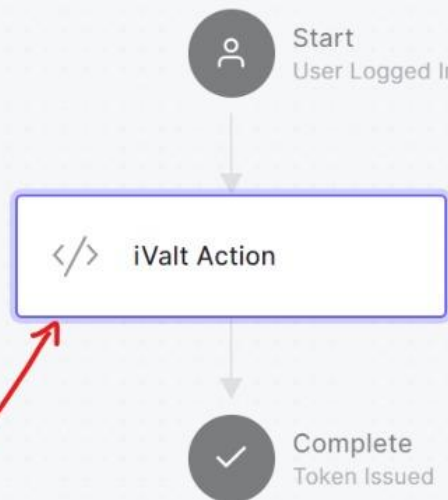 Start
User Logged In
</> iValt Action
Complete
Token Issued